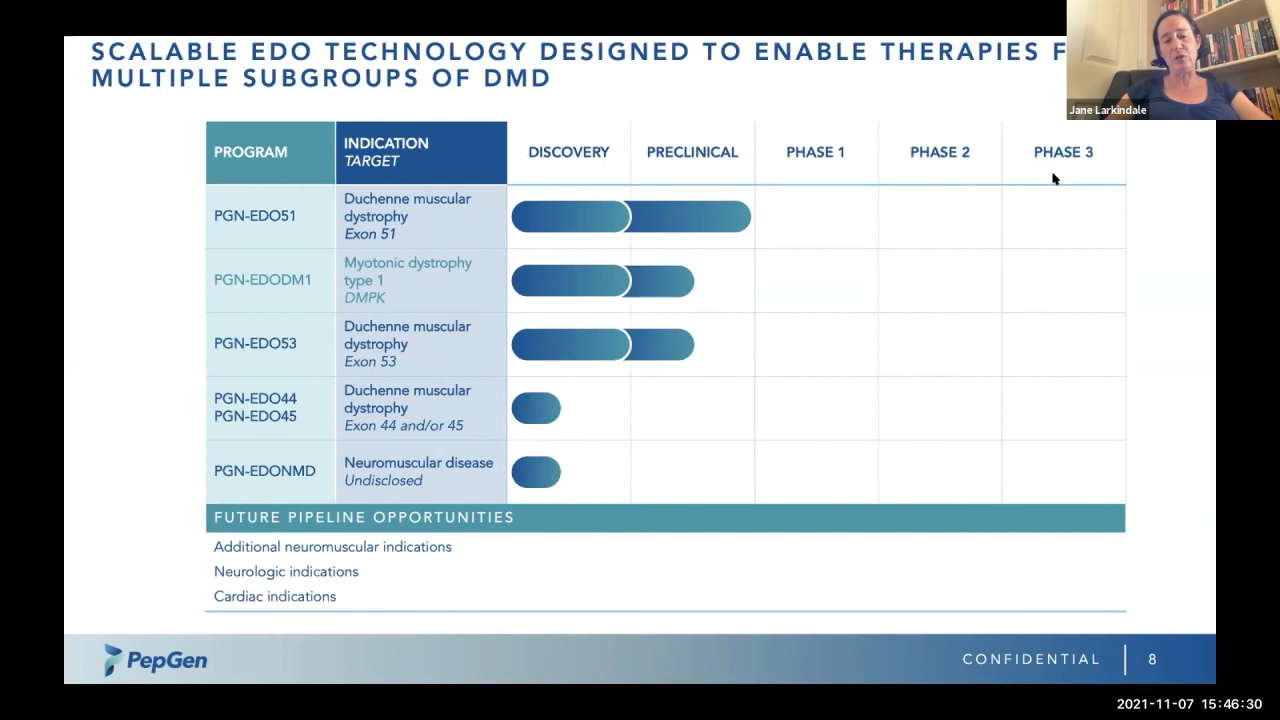 SCALABLE EDO TECHNOLOGY DESIGNED TO ENABLE THERAPIES F
MULTIPLE SUBGROUPS OF DMD
Jane Larkindale
PROGRAM
INDICATION
TARGET
DISCOVERY
PRECLINICAL
PHASE 1
PHASE 2
PHASE 3
PGN-EDO51
Duchenne muscular
dystrophy
Exon 51
PGN-EDODM1
Myotonic dystrophy
type 1
DMPK
PGN-EDO53
Duchenne muscular
dystrophy
Exon 53
PGN-EDO44
PGN-EDO45
Duchenne muscular
dystrophy
Exon 44 and/or 45
PGN-EDONMD
Neuromuscular disease
Undisclosed
FUTURE PIPELINE OPPORTUNITIES
Additional neuromuscular indications
Neurologic indications
Cardiac indications
PepGen
CONFIDENTIAL
8
2021-11-07 15:46:30